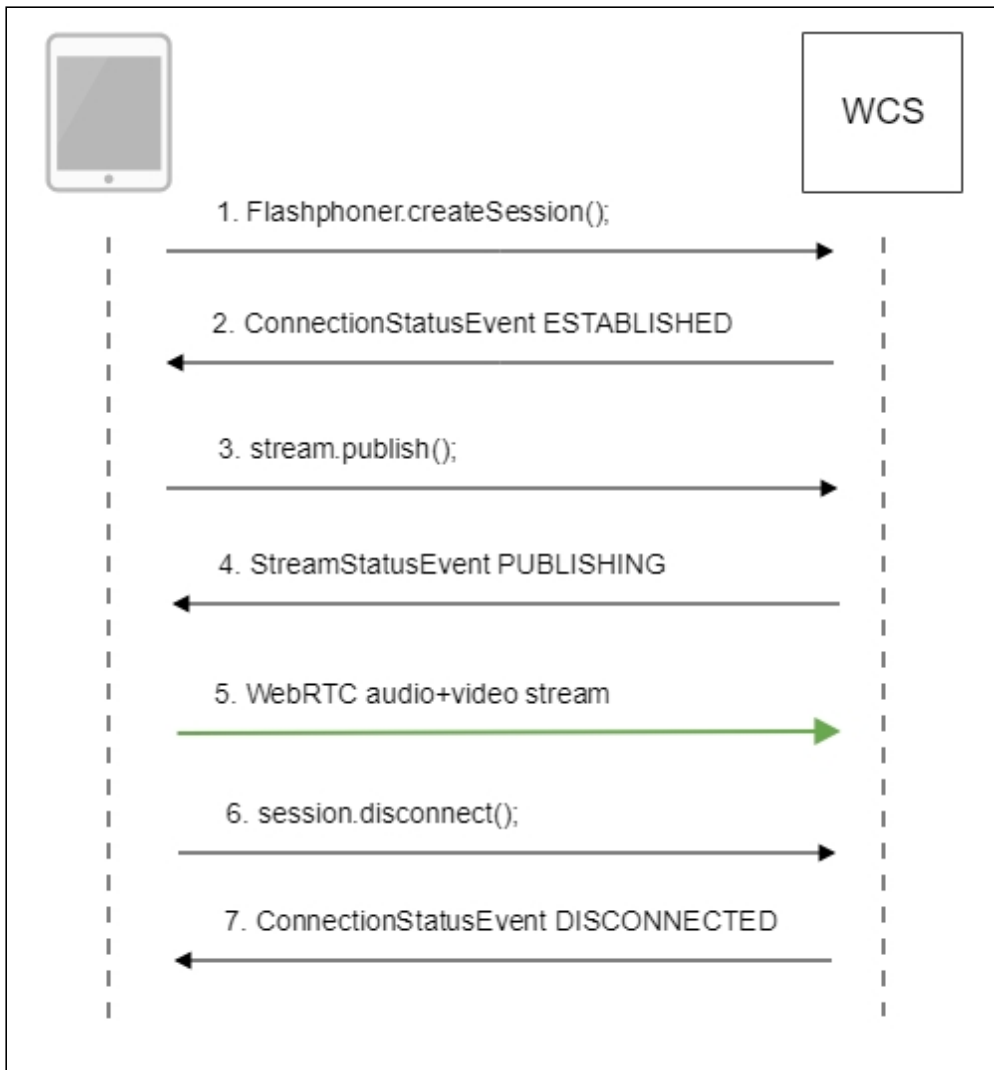 WCS
1. Flashphoner.createSession();
2. ConnectionStatusEvent ESTABLISHED
3. stream.publish();
4. StreamStatusEvent PUBLISHING
5. WebRTC audio+video stream
6. session.disconnect();
7. ConnectionStatusEvent DISCONNECTED